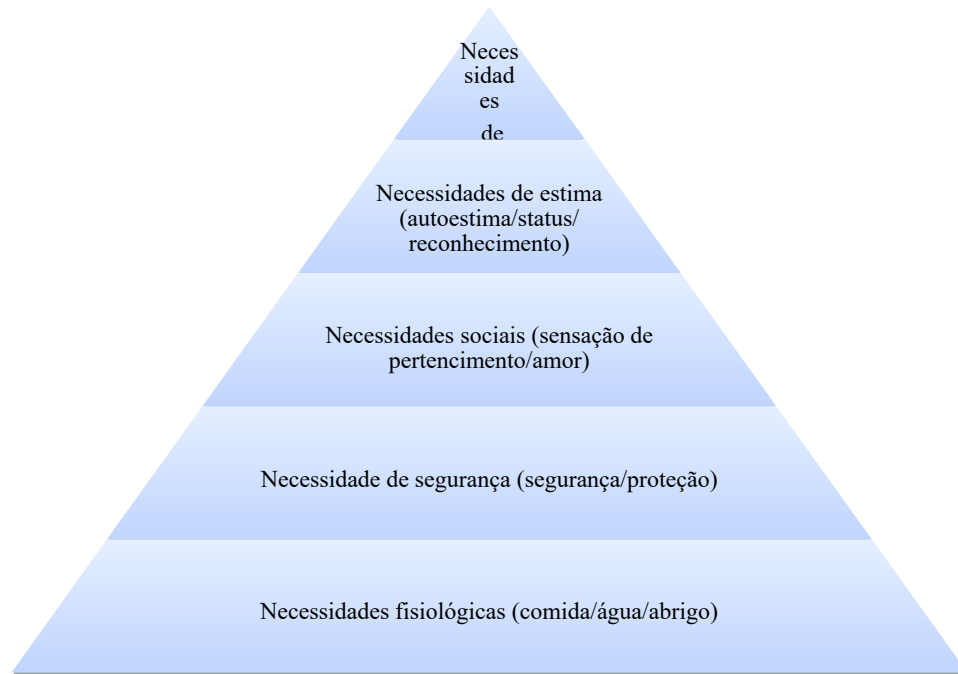 Neces
sidad
es
de
Necessidades de estima
(autoestima/status/
reconhecimento)
Necessidades sociais (sensação de
pertencimento/amor)
Necessidade de segurança (segurança/proteção)
Necessidades fisiológicas (comida/água/abrigo)